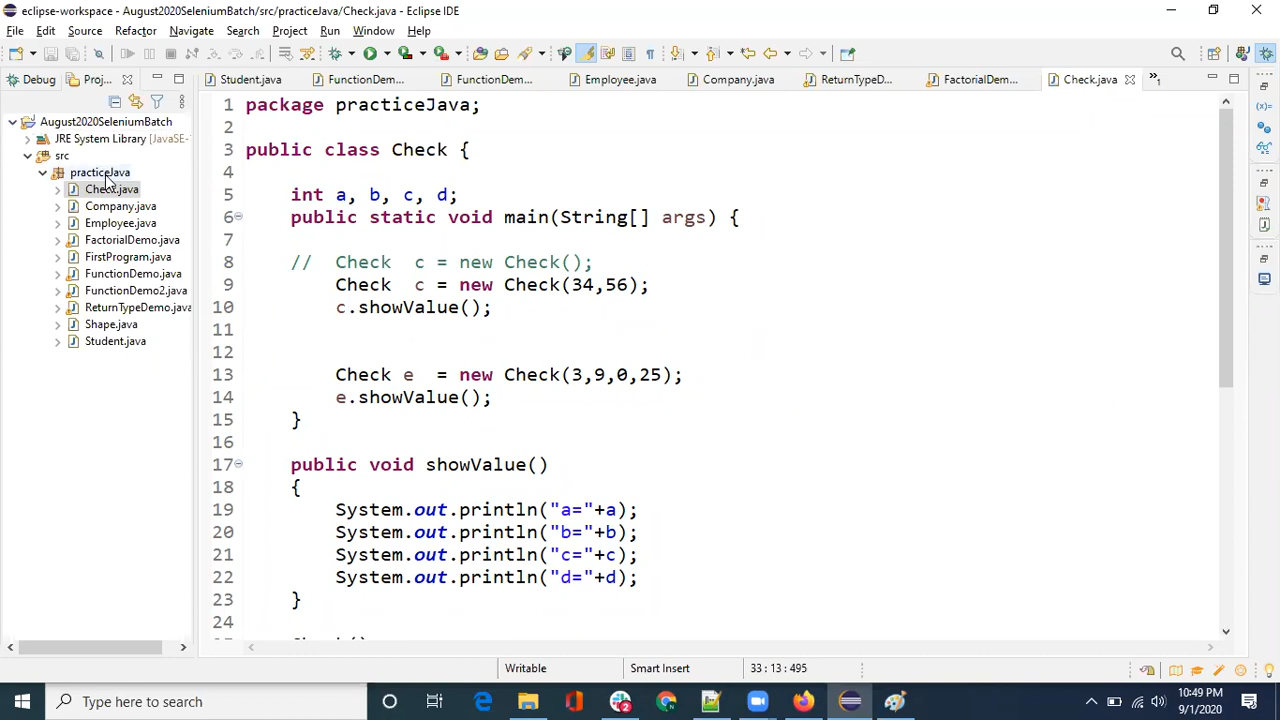 eclipse-workspace - August2020SeleniumBatch/src/practiceJava/Check.java - Eclipse IDE
File Edit Source Refactor Navigate Search Project Run Window Help
Debug Proj...
Student.java FunctionDem... FunctionDem... Employee.java Company.java ReturnTypeD... FactorialDem... Check.java »1
August2020SeleniumBatch
JRE System Library [JavaSE-
src
practiceJava
Check.java
Company.java
Employee.java
FactorialDemo.java
FirstProgram.java
FunctionDemo.java
FunctionDemo2.java
ReturnTypeDemo.java
Shape.java
Student.java
1 package practiceJava;
2
3 public class Check {
4
5 int a, b, c, d;
6 public static void main(String[] args) {
7
8 // Check c = new Check();
9 Check c = new Check(34,56);
10 c.showValue();
11
12
13 Check e = new Check(3,9,0,25);
14 e.showValue();
15 }
16
17 public void showValue()
18 {
19 System.out.println("a="+a);
20 System.out.println("b="+b);
21 System.out.println("c="+c);
22 System.out.println("d="+d);
23 }
24
Writable Smart Insert 33 : 13 : 495
Type here to search
10:49 PM
9/1/2020